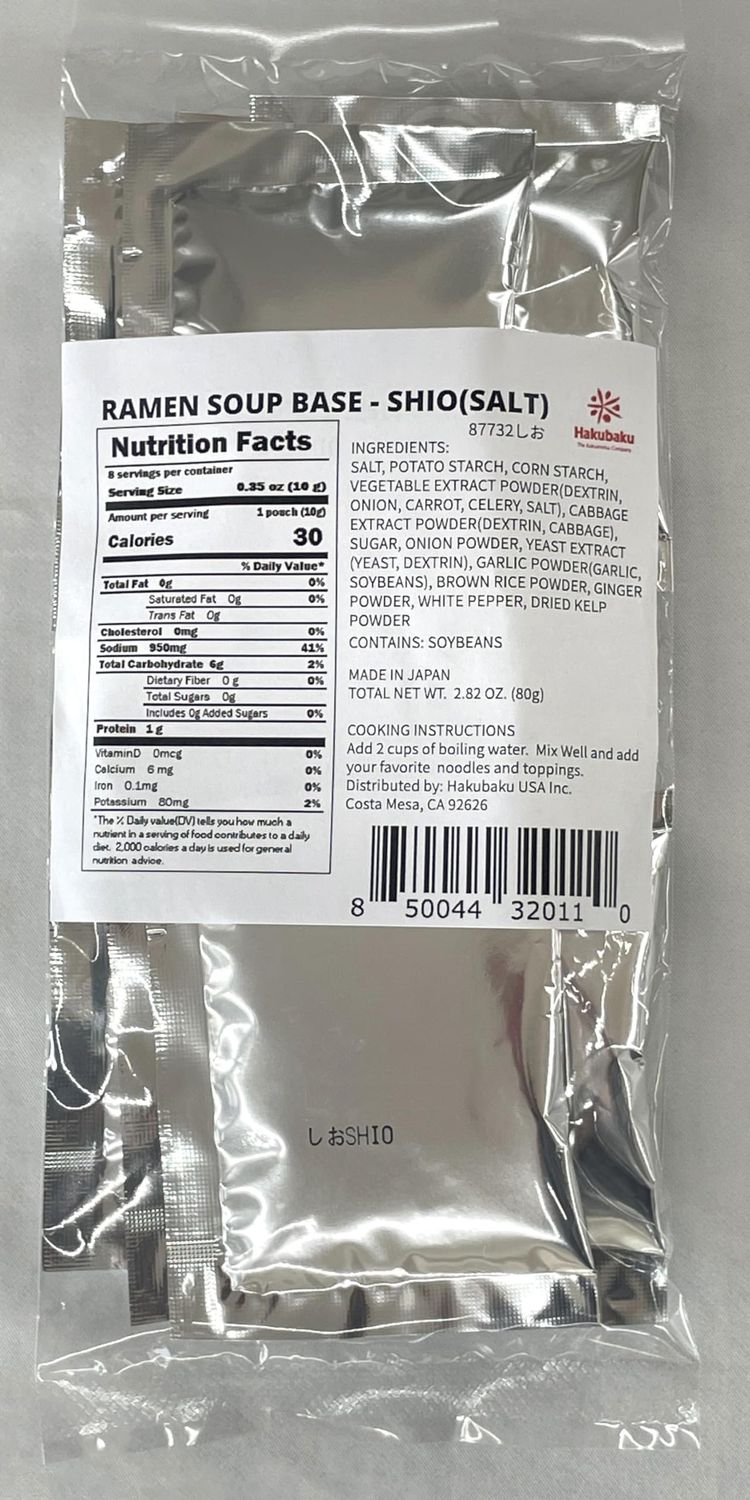 RAMEN SOUP BASE - SHIO(SALT)
87732しお
Hakubaku
The Kokumotsu Company
Nutrition Facts
8 servings per container
Serving Size 0.35 oz (10 g)
Amount per serving 1 pouch (10g)
Calories 30
% Daily Value*
Total Fat 0g 0%
Saturated Fat 0g 0%
Trans Fat 0g
Cholesterol 0mg 0%
Sodium 950mg 41%
Total Carbohydrate 6g 2%
Dietary Fiber 0 g 0%
Total Sugars 0g
Includes 0g Added Sugars 0%
Protein 1 g
VitaminD 0mcg 0%
Calcium 6 mg 0%
Iron 0.1mg 0%
Potassium 80mg 2%
*The % Daily value(DV) tells you how much a
nutrient in a serving of food contributes to a daily
diet. 2,000 calories a day is used for general
nutrition advice.
INGREDIENTS:
SALT, POTATO STARCH, CORN STARCH,
VEGETABLE EXTRACT POWDER(DEXTRIN,
ONION, CARROT, CELERY, SALT), CABBAGE
EXTRACT POWDER(DEXTRIN, CABBAGE),
SUGAR, ONION POWDER, YEAST EXTRACT
(YEAST, DEXTRIN), GARLIC POWDER(GARLIC,
SOYBEANS), BROWN RICE POWDER, GINGER
POWDER, WHITE PEPPER, DRIED KELP
POWDER
CONTAINS: SOYBEANS
MADE IN JAPAN
TOTAL NET WT. 2.82 OZ. (80g)
COOKING INSTRUCTIONS
Add 2 cups of boiling water. Mix Well and add
your favorite noodles and toppings.
Distributed by: Hakubaku USA Inc.
Costa Mesa, CA 92626
8 50044 32011 0
しおSHIO